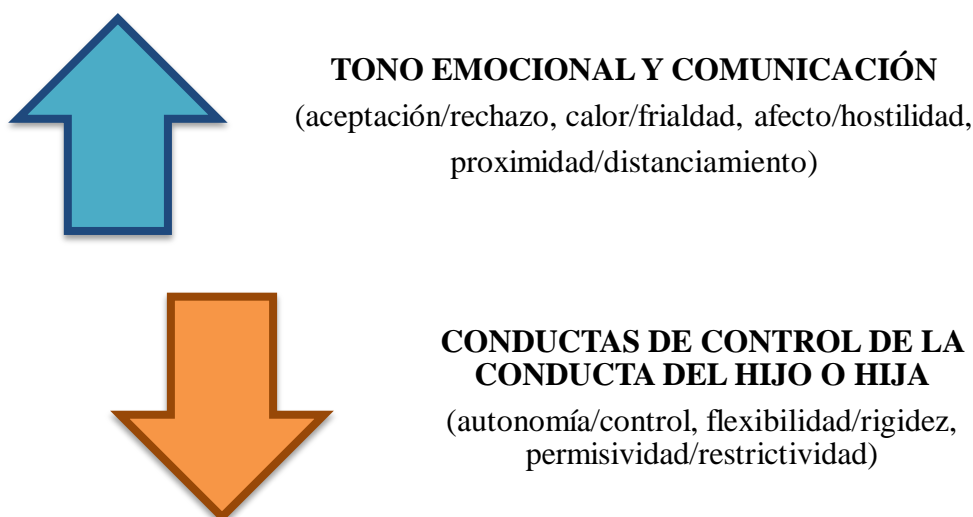 TONO EMOCIONAL Y COMUNICACIÓN
(aceptación/rechazo, calor/frialdad, afecto/hostilidad,
proximidad/distanciamiento)
CONDUCTAS DE CONTROL DE LA
CONDUCTA DEL HIJO O HIJA
(autonomía/control, flexibilidad/rigidez,
permisividad/restrictividad)